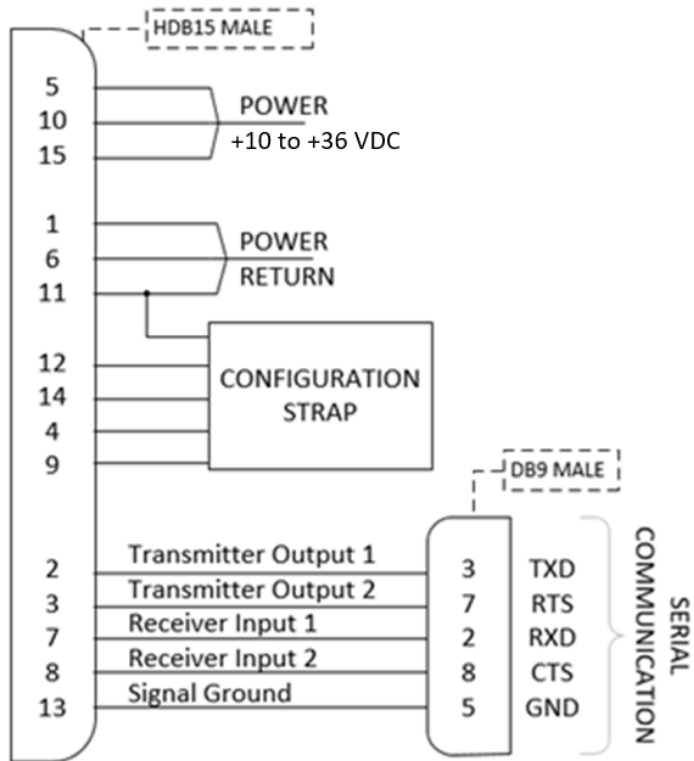 HDB15 MALE
5
10
15
POWER
+10 to +36 VDC
1
6
11
POWER
RETURN
12
14
4
9
CONFIGURATION
STRAP
DB9 MALE
2 Transmitter Output 1 3 TXD
3 Transmitter Output 2 7 RTS
7 Receiver Input 1 2 RXD
8 Receiver Input 2 8 CTS
13 Signal Ground 5 GND
SERIAL
COMMUNICATION